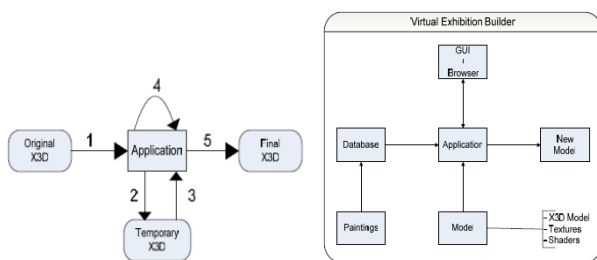 4
Original
X3D
1
Application
5
Final
X3D
2
3
Temporary
X3D
Virtual Exhibition Builder
GUI
+
Browser
Database
Application
New
Model
Paintings
Model
X3D Model
Textures
Shaders